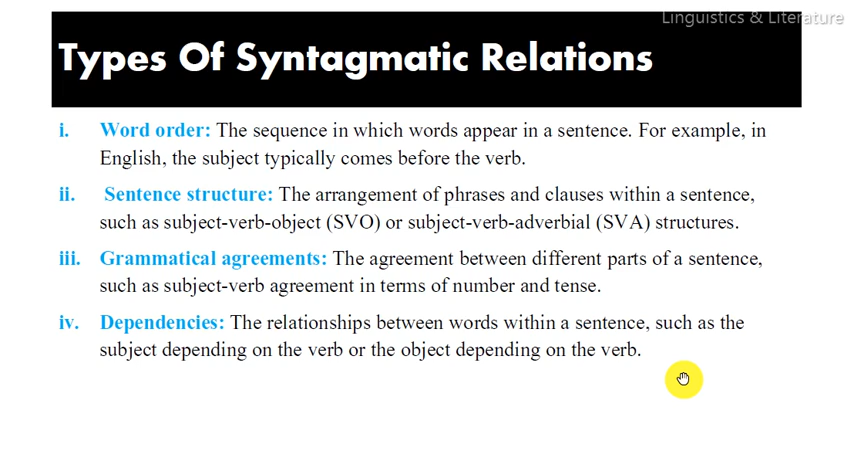 Linguistics & Literature
Types Of Syntagmatic Relations
i. Word order: The sequence in which words appear in a sentence. For example, in
English, the subject typically comes before the verb.
ii. Sentence structure: The arrangement of phrases and clauses within a sentence,
such as subject-verb-object (SVO) or subject-verb-adverbial (SVA) structures.
iii. Grammatical agreements: The agreement between different parts of a sentence,
such as subject-verb agreement in terms of number and tense.
iv. Dependencies: The relationships between words within a sentence, such as the
subject depending on the verb or the object depending on the verb.